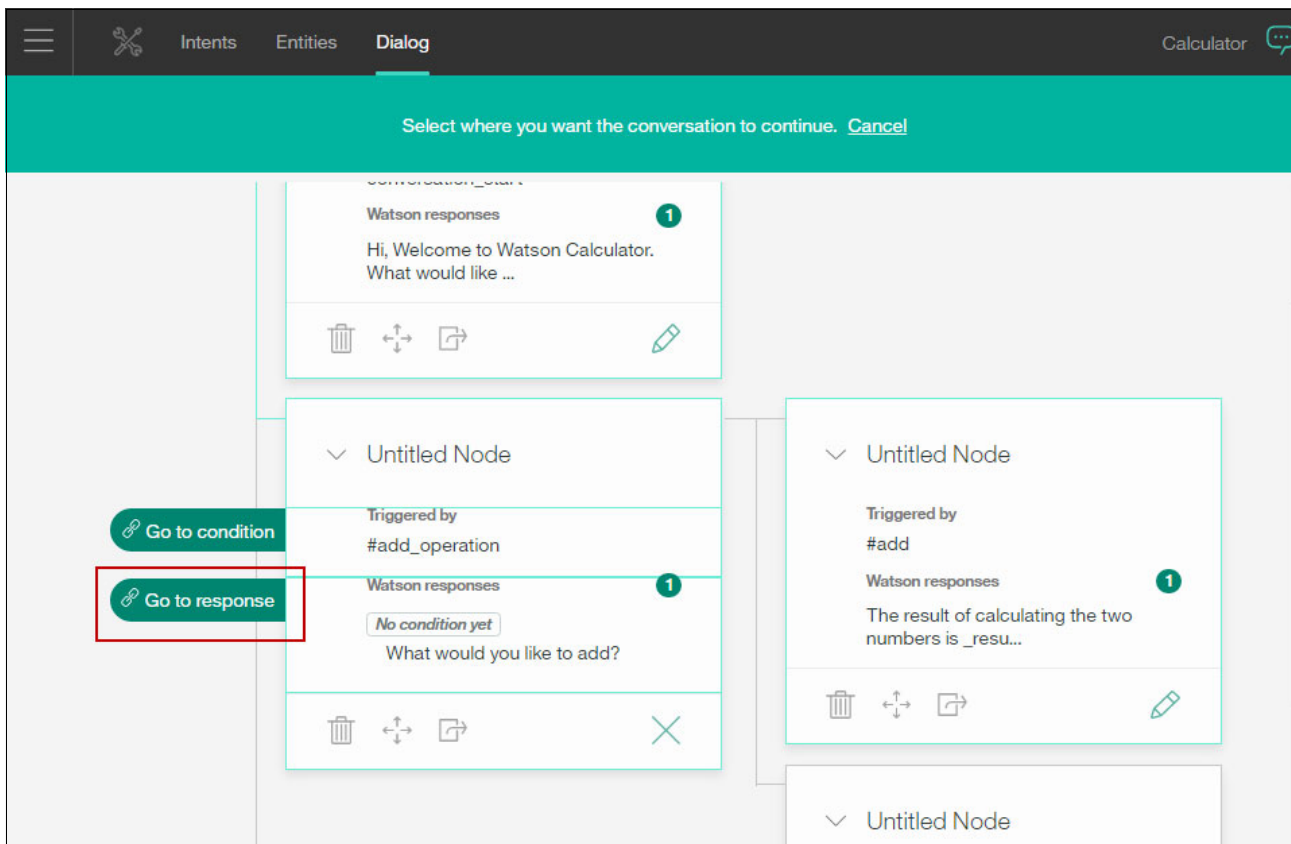 Intents Entities Dialog Calculator
Select where you want the conversation to continue. Cancel
conversation_start
Watson responses 1
Hi, Welcome to Watson Calculator.
What would like ...
Untitled Node
Go to condition
Triggered by
#add_operation
Go to response
Watson responses 1
No condition yet
What would you like to add?
Untitled Node
Triggered by
#add
Watson responses 1
The result of calculating the two
numbers is _resu...
Untitled Node